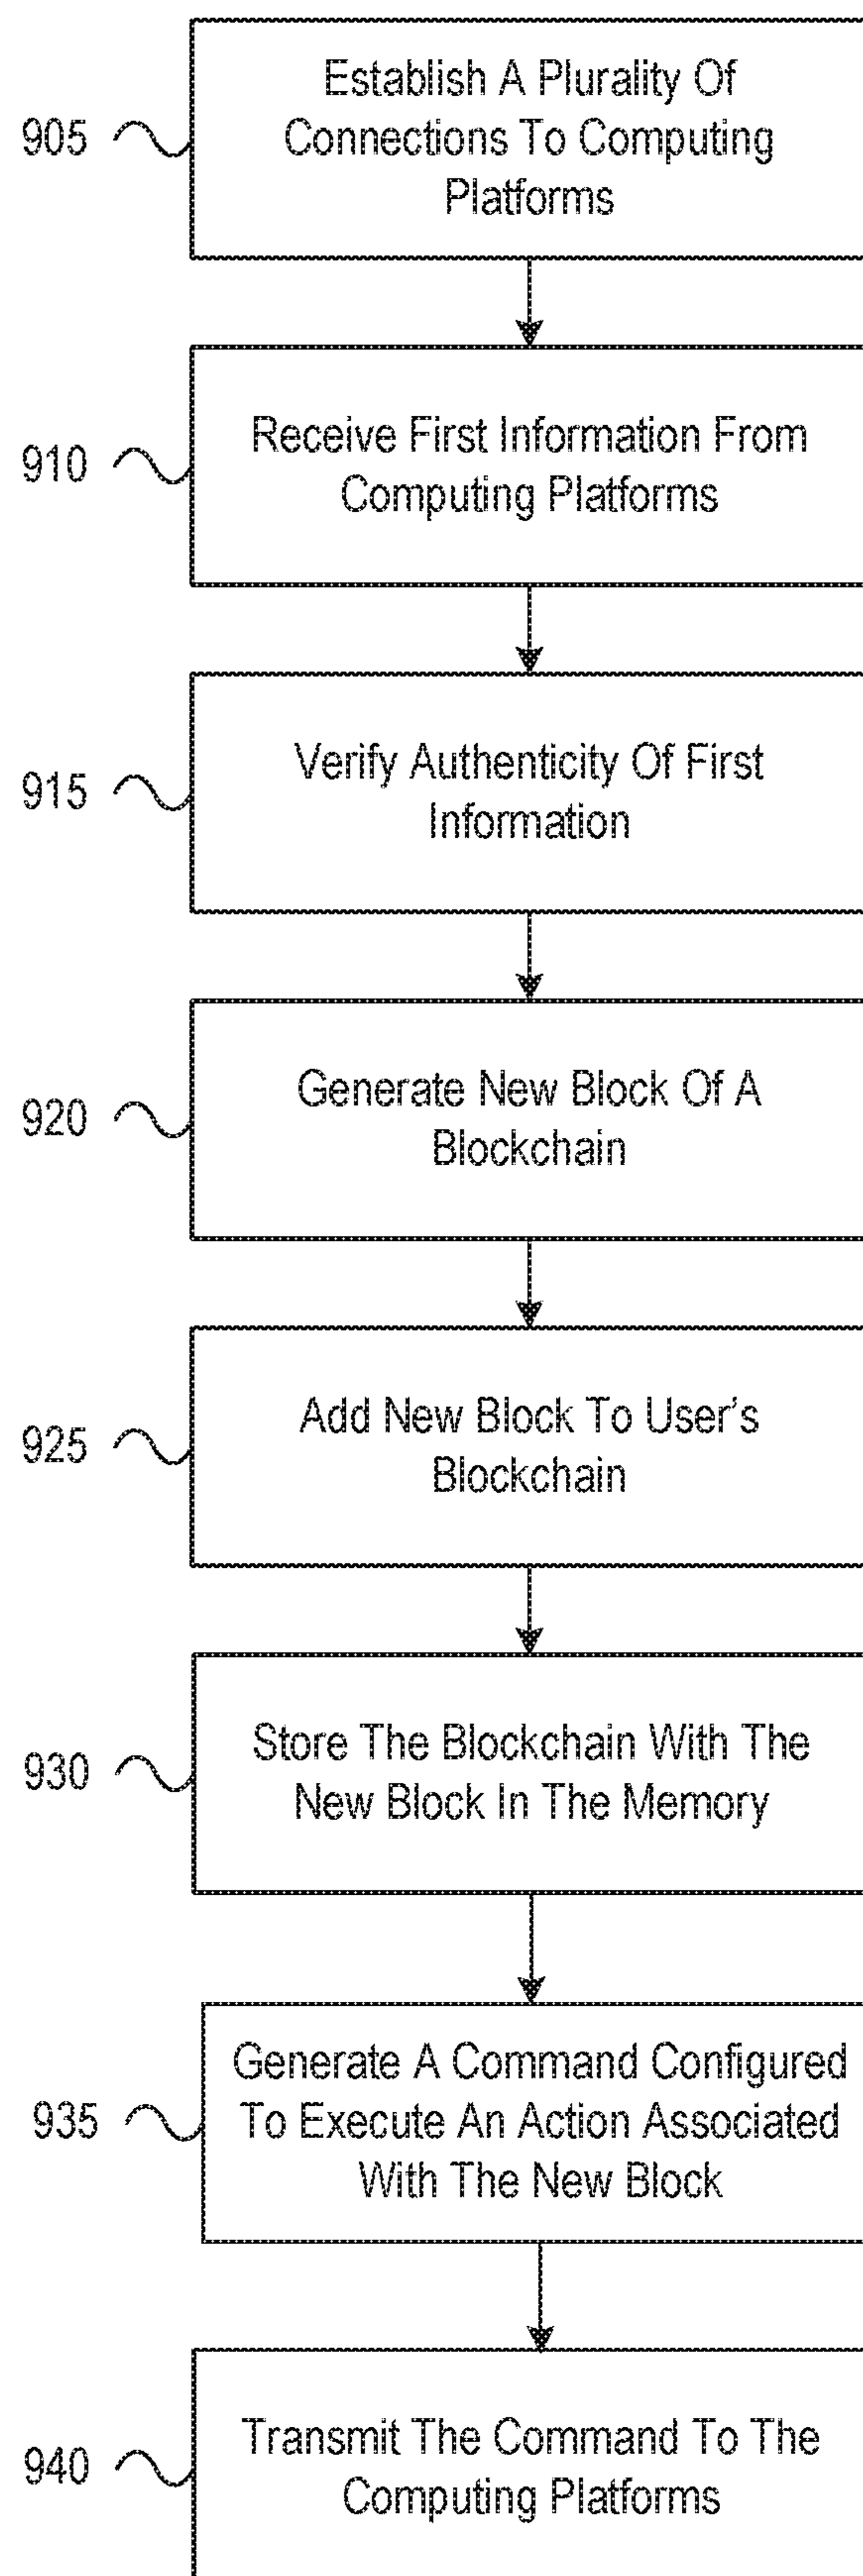 905
Establish A Plurality Of
Connections To Computing
Platforms
910
Receive First Information From
Computing Platforms
915
Verify Authenticity Of First
Information
920
Generate New Block Of A
Blockchain
925
Add New Block To User's
Blockchain
930
Store The Blockchain With The
New Block In The Memory
935
Generate A Command Configured
To Execute An Action Associated
With The New Block
940
Transmit The Command To The
Computing Platforms